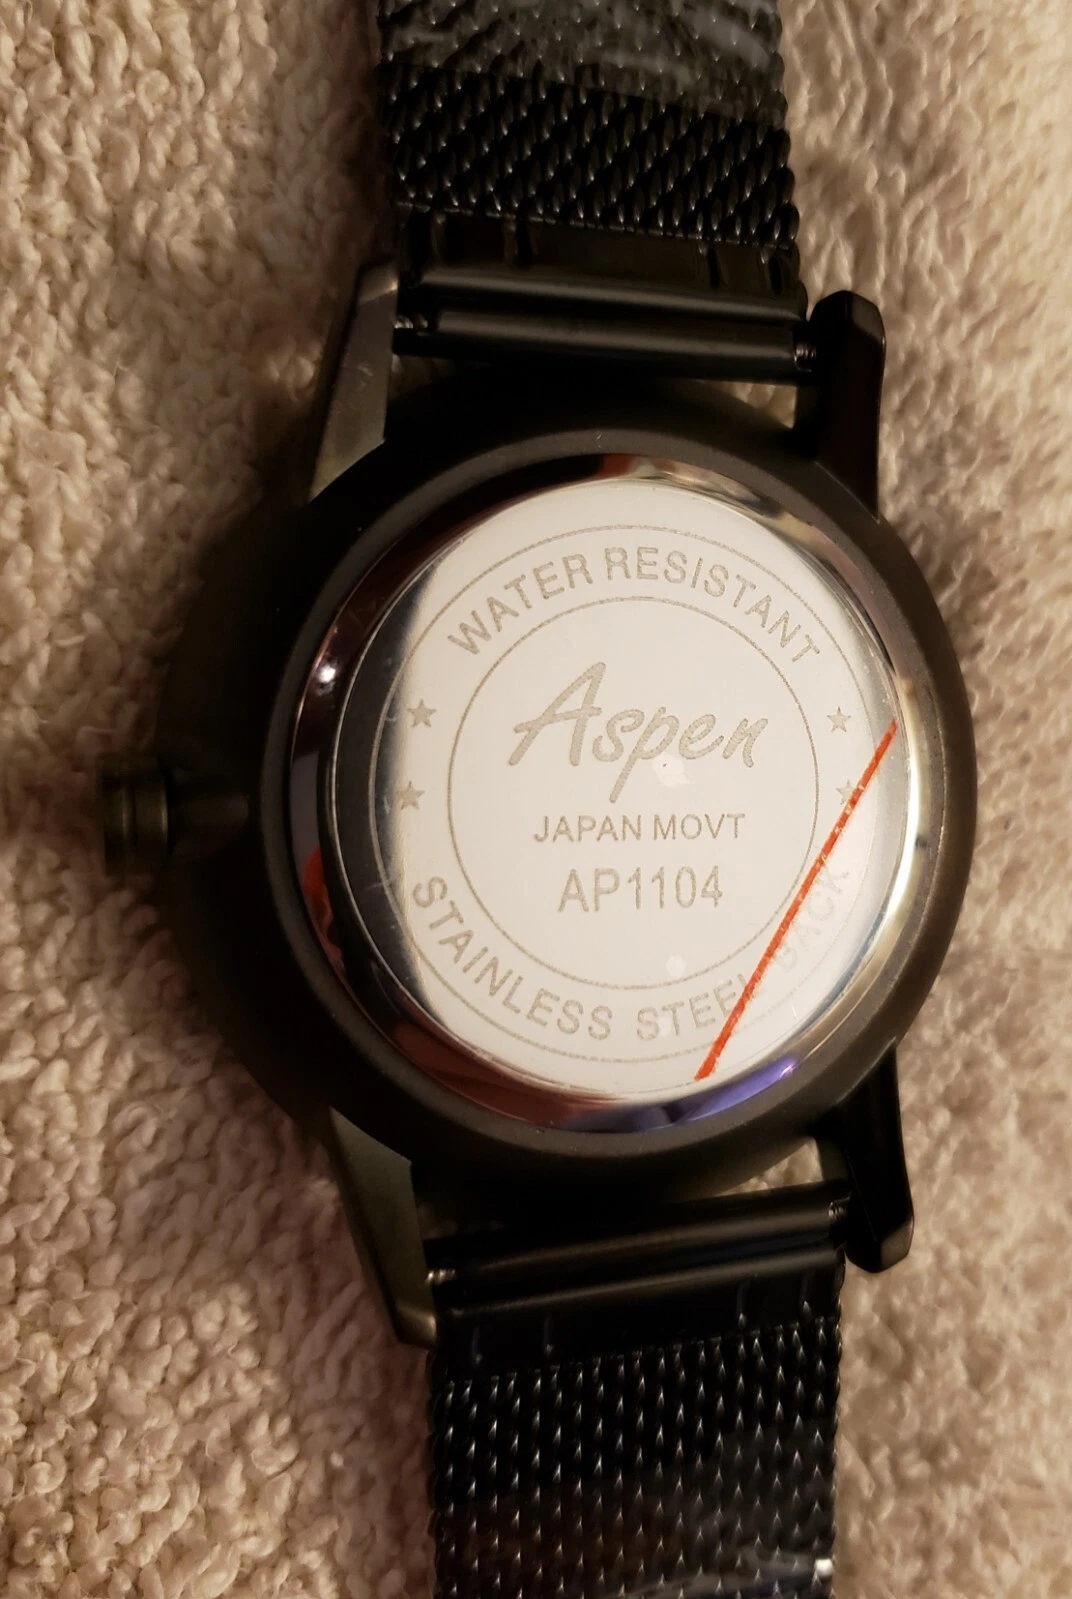 WATER RESISTANT
Aspen
JAPAN MOVT
AP1104
STAINLESS STEEL BACK